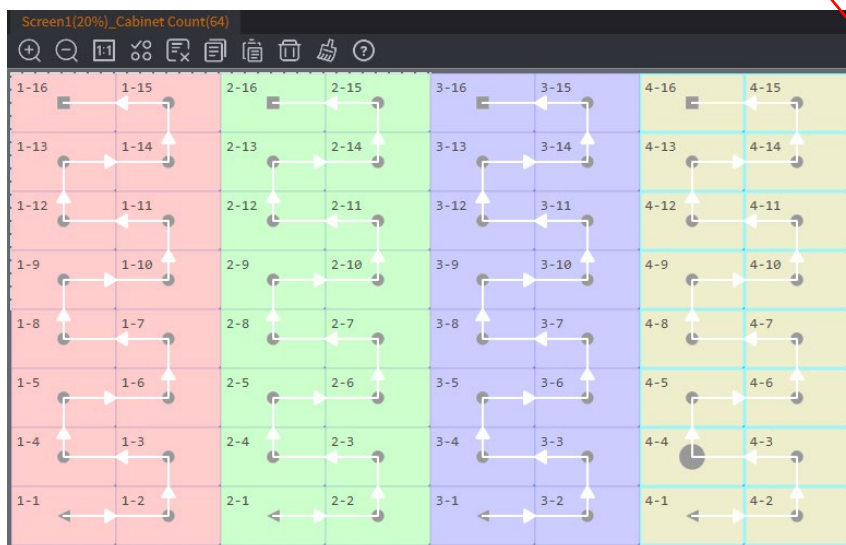 Screen1(20%)_Cabinet Count(64)
1:1
1-16 1-15 2-16 2-15 3-16 3-15 4-16 4-15
1-13 1-14 2-13 2-14 3-13 3-14 4-13 4-14
1-12 1-11 2-12 2-11 3-12 3-11 4-12 4-11
1-9 1-10 2-9 2-10 3-9 3-10 4-9 4-10
1-8 1-7 2-8 2-7 3-8 3-7 4-8 4-7
1-5 1-6 2-5 2-6 3-5 3-6 4-5 4-6
1-4 1-3 2-4 2-3 3-4 3-3 4-4 4-3
1-1 1-2 2-1 2-2 3-1 3-2 4-1 4-2